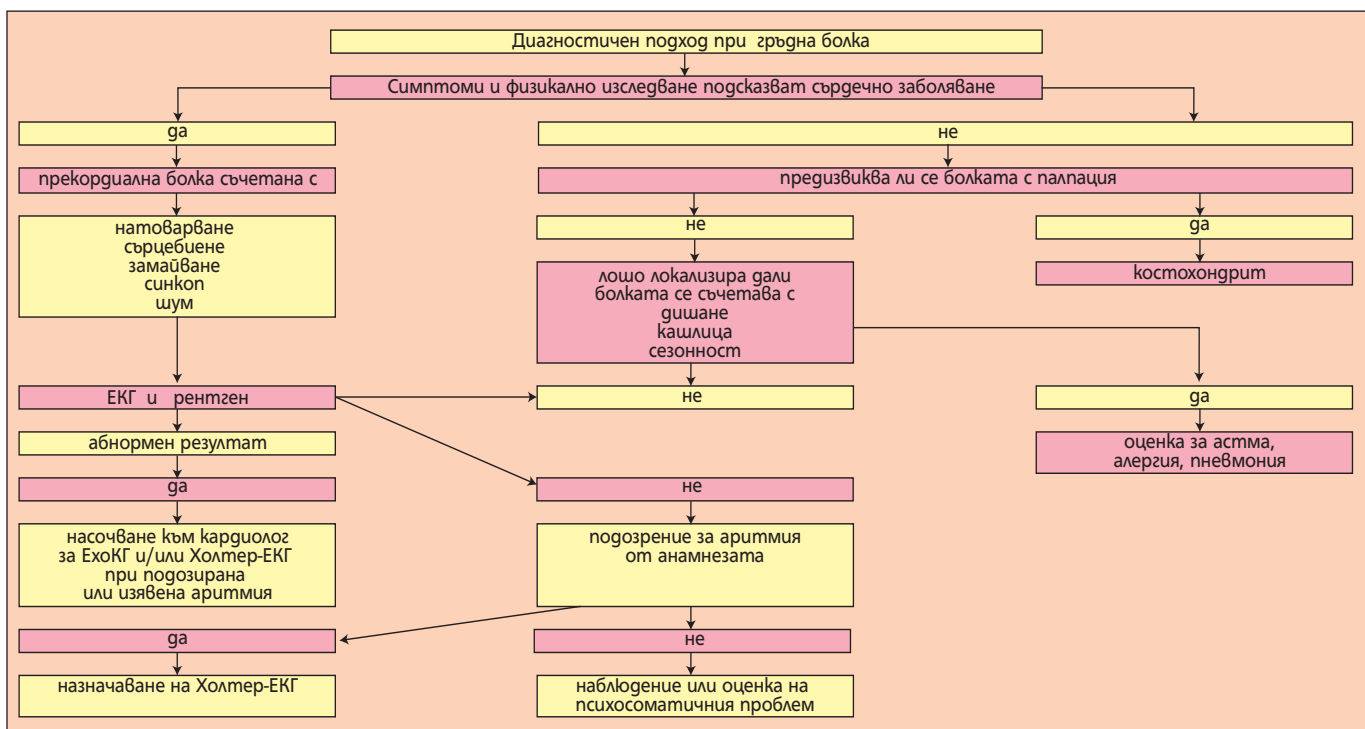 Диагностичен подход при гръдна болка
Симптоми и физикално изследване подсказват сърдечно заболяване
да
не
прекордиална болка съчетана с
предизвиква ли се болката с палпация
натоварване
сърцебиене
замайване
синкоп
шум
не
да
лошо локализира дали
болката се съчетава с
дишане
кашлица
сезонност
костохондрит
ЕКГ и рентген
не
да
абнормен резултат
оценка за астма,
алергия, пневмония
да
не
насочване към кардиолог
за ЕхоКГ и/или Холтер-ЕКГ
при подозирана
или изявена аритмия
подозрение за аритмия
от анамнезата
да
не
назначаване на Холтер-ЕКГ
наблюдение или оценка на
психосоматичния проблем